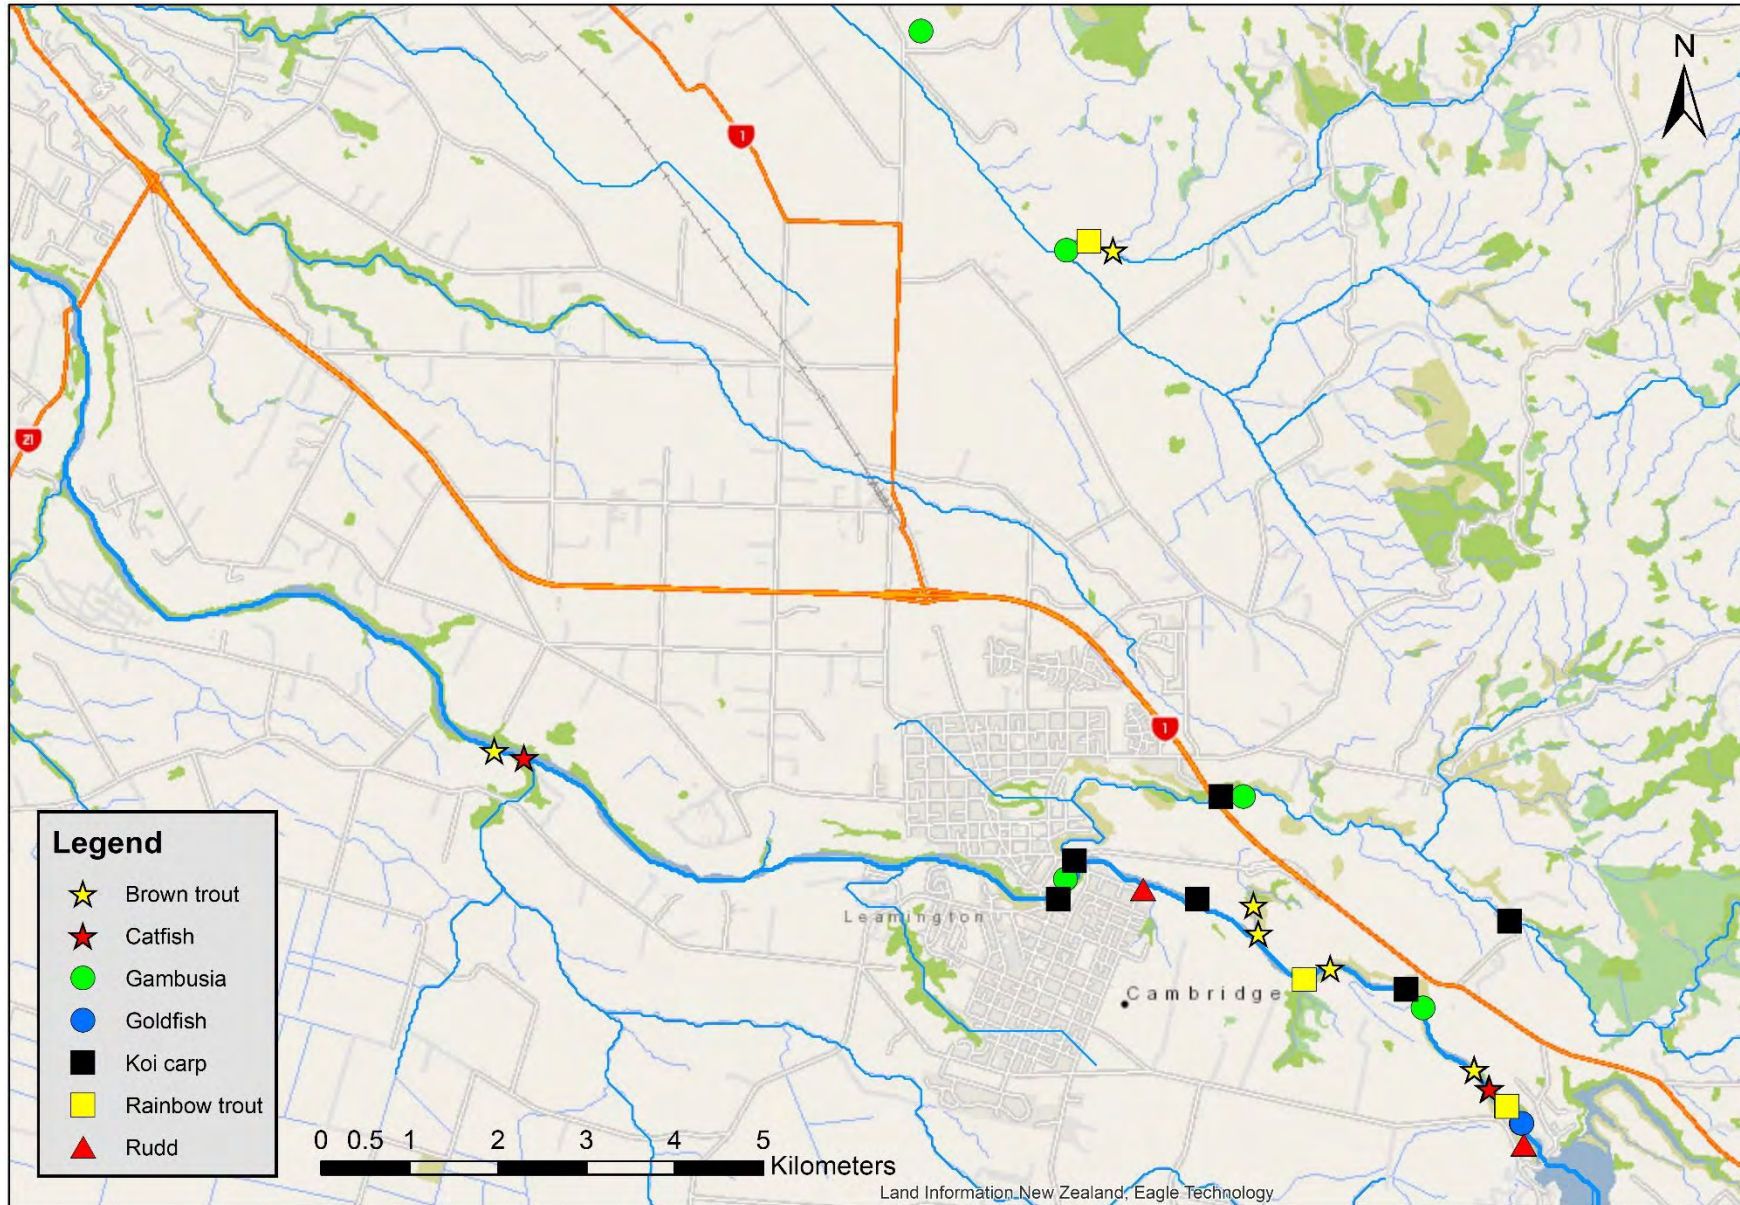 N
1
21
1
Leamington
Cambridge
Legend
Brown trout
Catfish
Gambusia
Goldfish
Koi carp
Rainbow trout
Rudd
0 0.5 1 2 3 4 5
Kilometers
Land Information New Zealand, Eagle Technology